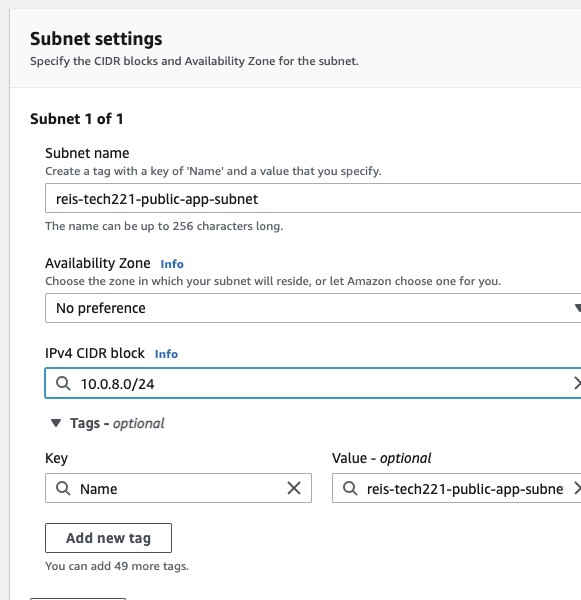 Subnet settings
Specify the CIDR blocks and Availability Zone for the subnet.
Subnet 1 of 1
Subnet name
Create a tag with a key of 'Name' and a value that you specify.
reis-tech221-public-app-subnet
The name can be up to 256 characters long.
Availability Zone Info
Choose the zone in which your subnet will reside, or let Amazon choose one for you.
No preference
IPv4 CIDR block Info
10.0.8.0/24
Tags - optional
Key
Value - optional
Name
reis-tech221-public-app-subne
Add new tag
You can add 49 more tags.